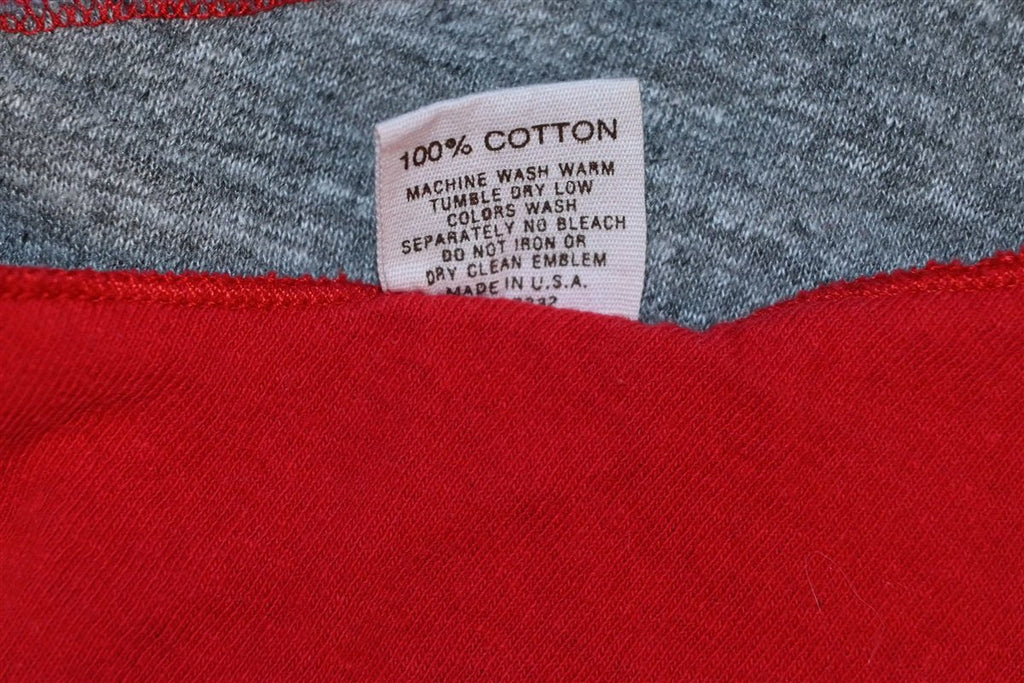 100% COTTON
MACHINE WASH WARM
TUMBLE DRY LOW
COLORS WASH
SEPARATELY NO BLEACH
DO NOT IRON OR
DRY CLEAN EMBLEM
MADE IN U.S.A.